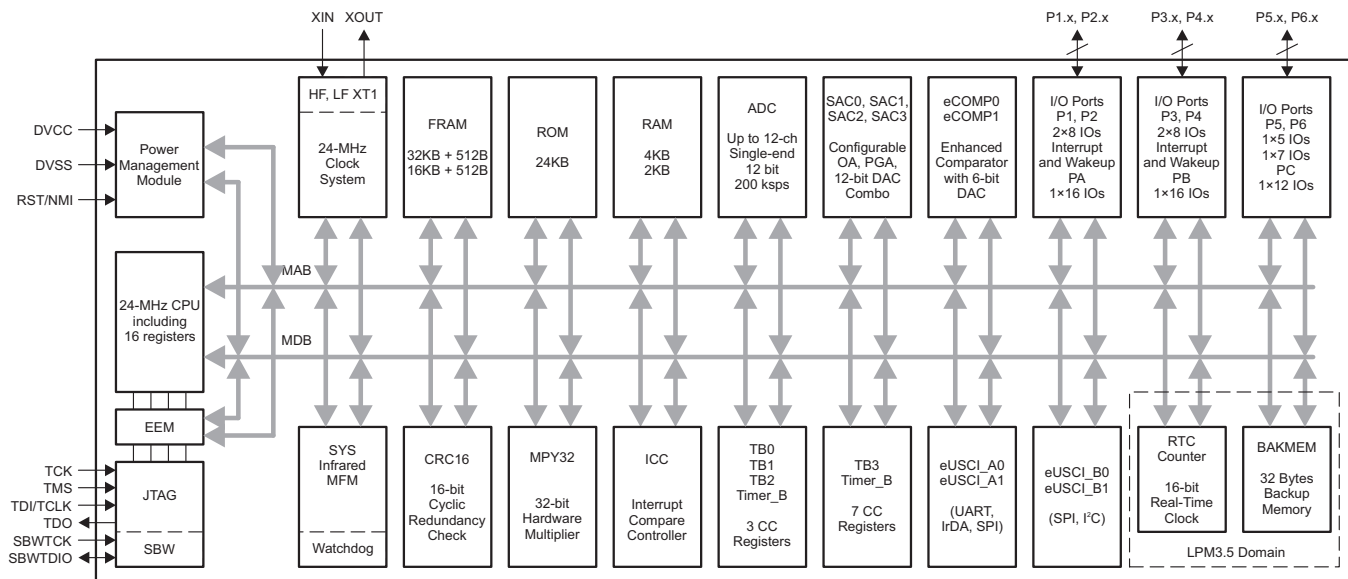 XIN
XOUT
P1.x, P2.x
P3.x, P4.x
P5.x, P6.x
DVCC
DVSS
RST/NMI
Power
Management
Module
HF, LF XT1
24-MHz
Clock
System
FRAM
32KB + 512B
16KB + 512B
ROM
24KB
RAM
4KB
2KB
ADC
Up to 12-ch
Single-end
12 bit
200 ksps
SAC0, SAC1,
SAC2, SAC3
Configurable
OA, PGA,
12-bit DAC
Combo
eCOMP0
eCOMP1
Enhanced
Comparator
with 6-bit
DAC
I/O Ports
P1, P2
2×8 IOs
Interrupt
and Wakeup
PA
1×16 IOs
I/O Ports
P3, P4
2×8 IOs
Interrupt
and Wakeup
PB
1×16 IOs
I/O Ports
P5, P6
1×5 IOs
1×7 IOs
PC
1×12 IOs
MAB
MDB
24-MHz CPU
including
16 registers
EEM
TCK
TMS
TDI/TCLK
TDO
SBWTCK
SBWTDIO
JTAG
SBW
SYS
Infrared
MFM
Watchdog
CRC16
16-bit
Cyclic
Redundancy
Check
MPY32
32-bit
Hardware
Multiplier
ICC
Interrupt
Compare
Controller
TB0
TB1
TB2
Timer_B
3 CC
Registers
TB3
Timer_B
7 CC
Registers
eUSCI_A0
eUSCI_A1
(UART,
IrDA, SPI)
eUSCI_B0
eUSCI_B1
(SPI, I²C)
RTC
Counter
16-bit
Real-Time
Clock
BAKMEM
32 Bytes
Backup
Memory
LPM3.5 Domain